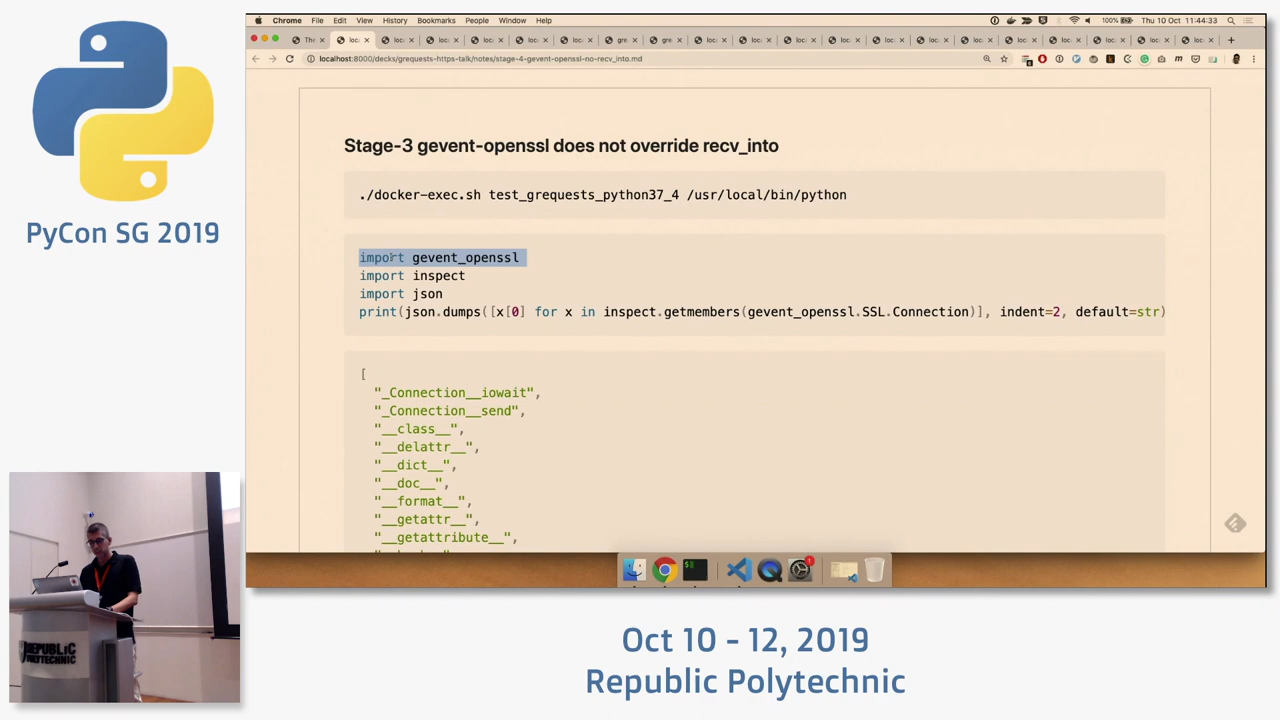 PyCon SG 2019
Chrome File Edit View History Bookmarks People Window Help
100% Thu 10 Oct 11:44:33
localhost:8000/decks/grequests-https-talk/notes/stage-4-gevent-openssl-no-recv_into.md
Stage-3 gevent-openssl does not override recv_into
./docker-exec.sh test_grequests_python37_4 /usr/local/bin/python
import gevent_openssl
import inspect
import json
print(json.dumps([x[0] for x in inspect.getmembers(gevent_openssl.SSL.Connection)], indent=2, default=str)
[
"_Connection__iowait",
"_Connection__send",
"__class__",
"__delattr__",
"__dict__",
"__doc__",
"__format__",
"__getattr__",
"__getattribute__",
REPUBLIC
POLYTECHNIC
Oct 10 - 12, 2019
Republic Polytechnic